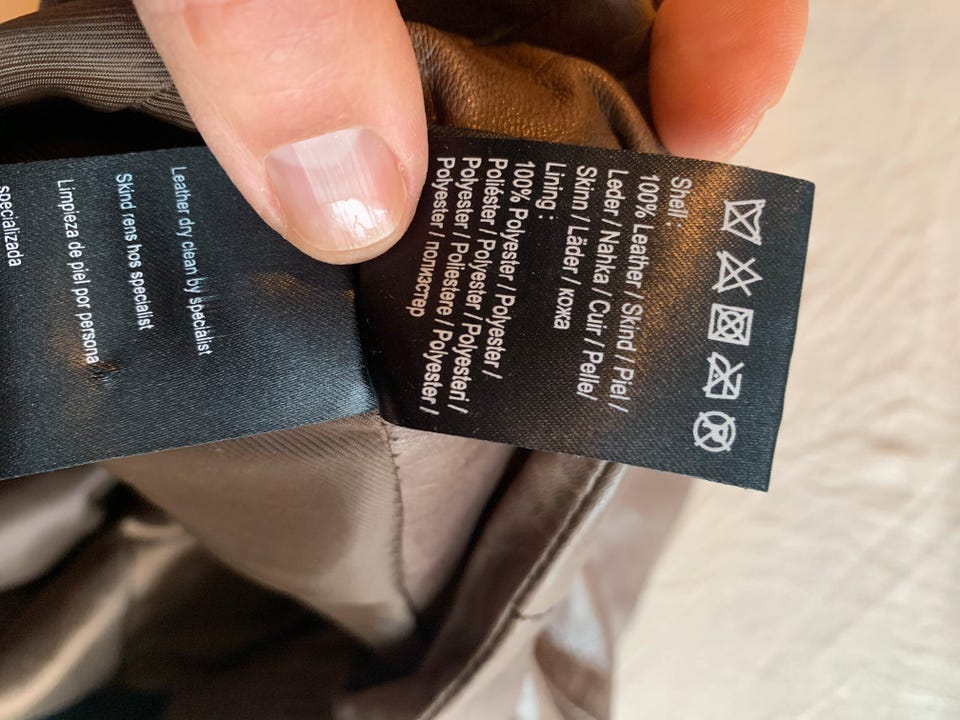 Shell :
100% Leather / Skind / Piel /
Leder / Nahka / Cuir / Pelle/
Skinn / Läder / кожа
Lining :
100% Polyester / Polyester /
Poliéster / Polyester / Polyesteri /
Polyester / Poliestere / Polyester /
Polyester / полиэстер
Leather dry clean by specialist
Skind rens hos specialist
Limpieza de piel por persona
specializada